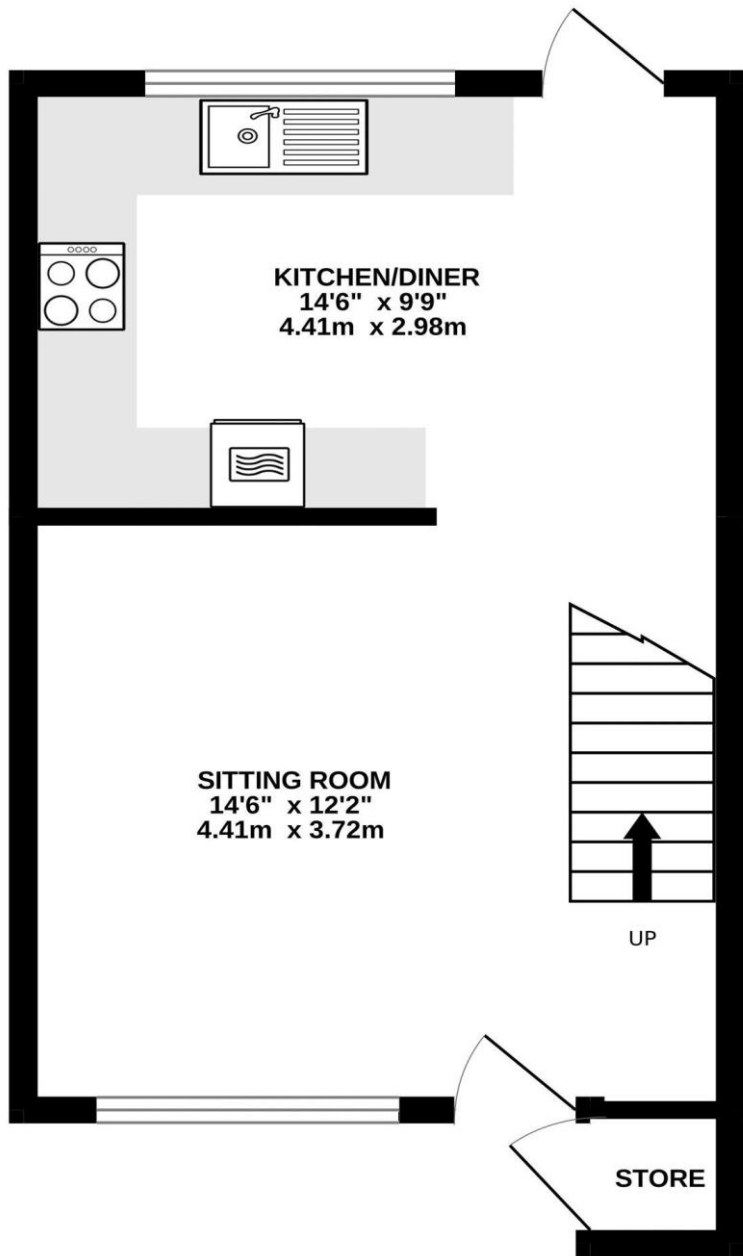 KITCHEN/DINER
14'6" x 9'9"
4.41m x 2.98m
SITTING ROOM
14'6" x 12'2"
4.41m x 3.72m
UP
STORE